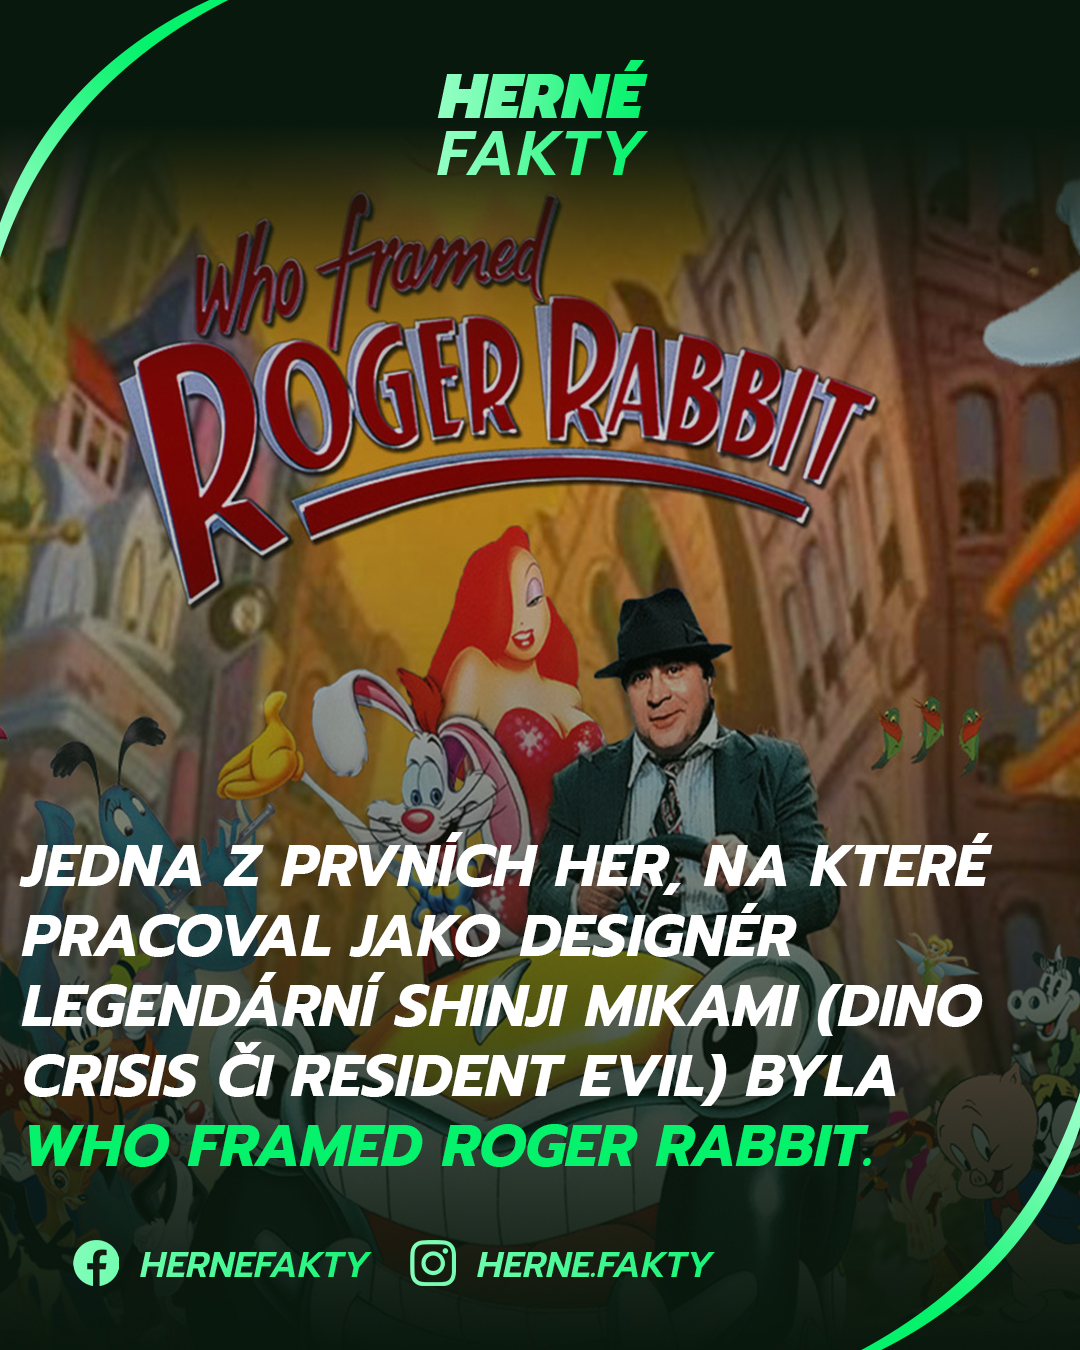 HERNÉ
FAKTY
Who framed
ROGER RABBIT
JEDNA Z PRVNÍCH HER, NA KTERÉ
PRACOVAL JAKO DESIGNÉR
LEGENDÁRNÍ SHINJI MIKAMI (DINO
CRISIS ČI RESIDENT EVIL) BYLA
WHO FRAMED ROGER RABBIT.
HERNEFAKTY HERNE.FAKTY